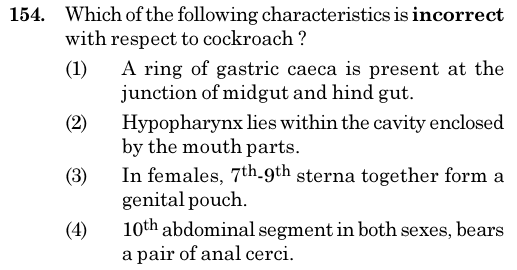 154. Which of the following characteristics is incorrect
with respect to cockroach ?
(1) A ring of gastric caeca is present at the
junction of midgut and hind gut.
(2) Hypopharynx lies within the cavity enclosed
by the mouth parts.
(3) In females, 7th-9th sterna together form a
genital pouch.
(4) 10th abdominal segment in both sexes, bears
a pair of anal cerci.